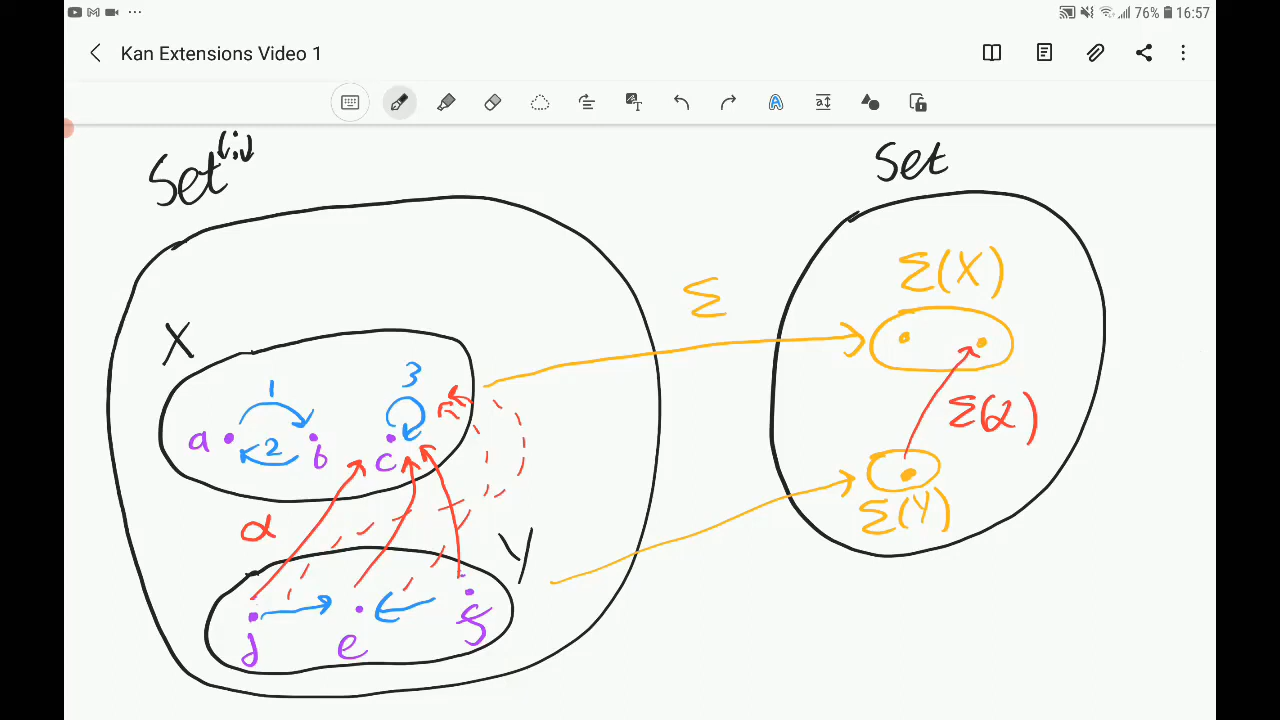 76% 16:57
Kan Extensions Video 1
Set
Set
Σ(X)
Σ
X
3
1
a
2
b
c
Σ(α)
α
Σ(Y)
Y
d
e